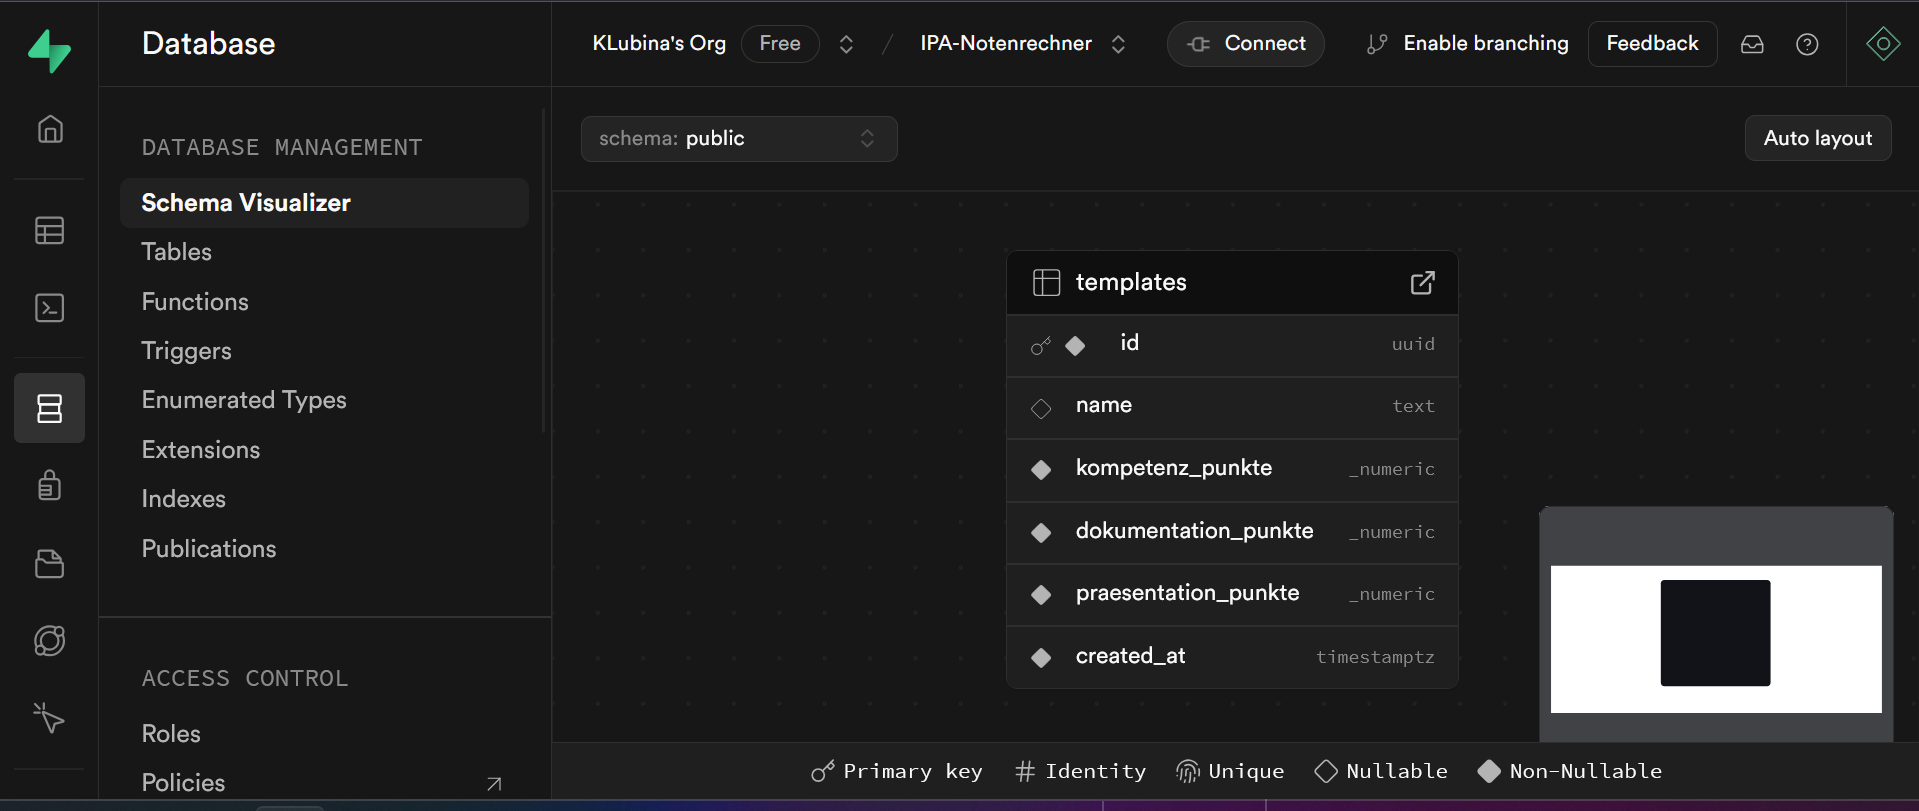 Database
KLubina's Org Free / IPA-Notenrechner Connect Enable branching Feedback
DATABASE MANAGEMENT
Schema Visualizer
Tables
Functions
Triggers
Enumerated Types
Extensions
Indexes
Publications
ACCESS CONTROL
Roles
Policies
schema: public
Auto layout
templates
id uuid
name text
kompetenz_punkte _numeric
dokumentation_punkte _numeric
praesentation_punkte _numeric
created_at timestamptz
Primary key # Identity Unique Nullable Non-Nullable